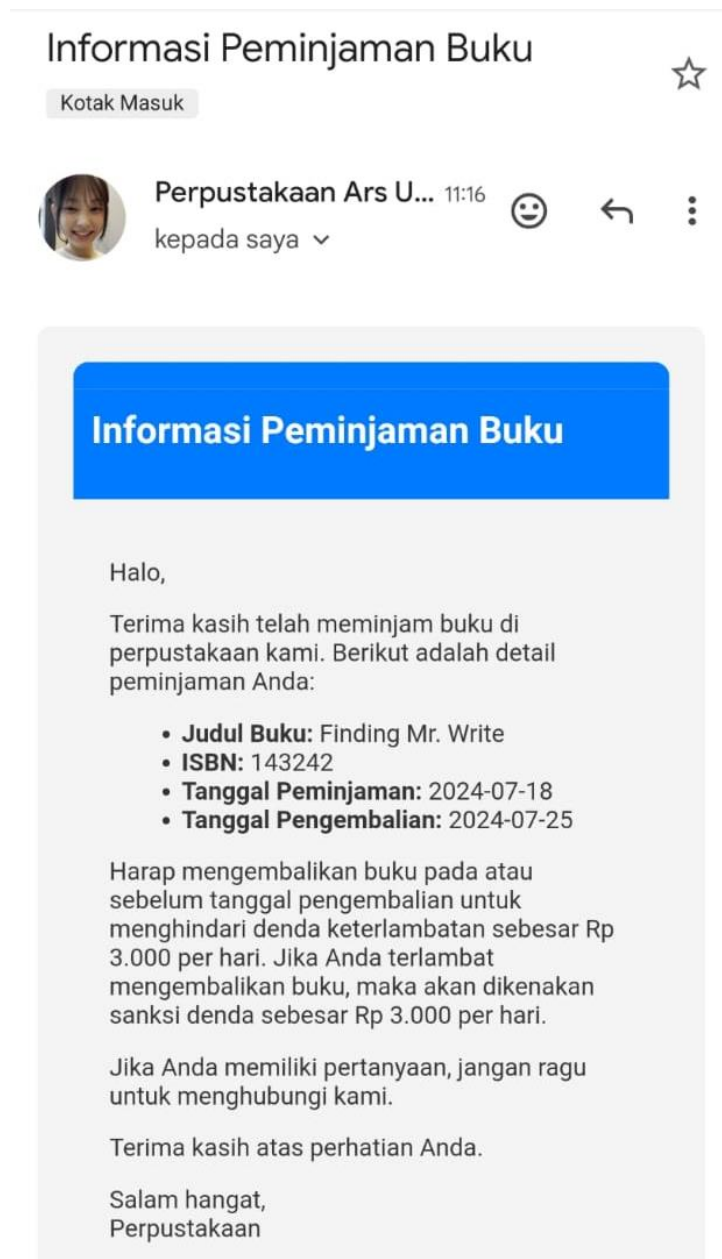 Informasi Peminjaman Buku
Kotak Masuk
Perpustakaan Ars U... 11:16
kepada saya
Informasi Peminjaman Buku
Halo,
Terima kasih telah meminjam buku di
perpustakaan kami. Berikut adalah detail
peminjaman Anda:
• Judul Buku: Finding Mr. Write
• ISBN: 143242
• Tanggal Peminjaman: 2024-07-18
• Tanggal Pengembalian: 2024-07-25
Harap mengembalikan buku pada atau
sebelum tanggal pengembalian untuk
menghindari denda keterlambatan sebesar Rp
3.000 per hari. Jika Anda terlambat
mengembalikan buku, maka akan dikenakan
sanksi denda sebesar Rp 3.000 per hari.
Jika Anda memiliki pertanyaan, jangan ragu
untuk menghubungi kami.
Terima kasih atas perhatian Anda.
Salam hangat,
Perpustakaan